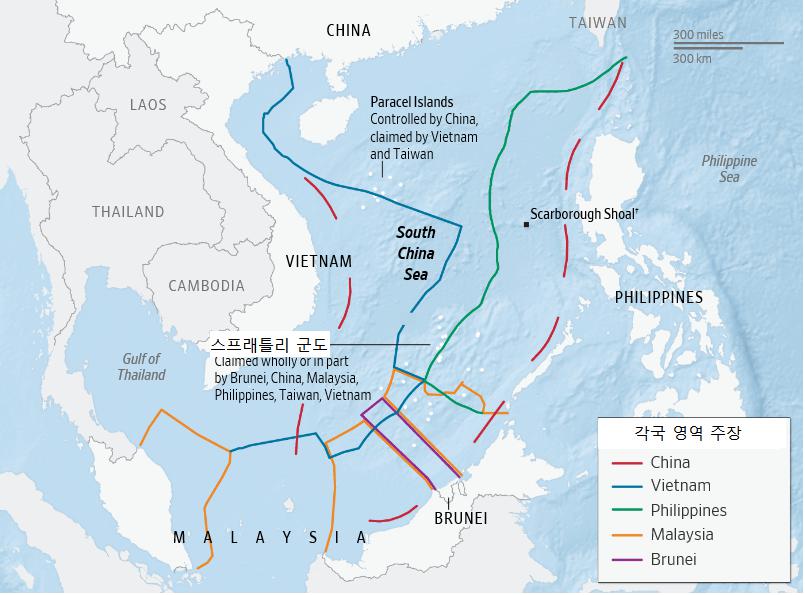 CHINA
TAIWAN
300 miles
300 km
LAOS
Paracel Islands
Controlled by China,
claimed by Vietnam
and Taiwan
Philippine
Sea
THAILAND
Scarborough Shoal†
South
China
Sea
VIETNAM
CAMBODIA
PHILIPPINES
스프래틀리 군도
Claimed wholly or in part
by Brunei, China, Malaysia,
Philippines, Taiwan, Vietnam
Gulf of
Thailand
각국 영역 주장
China
Vietnam
Philippines
Malaysia
Brunei
BRUNEI
MALAYSIA